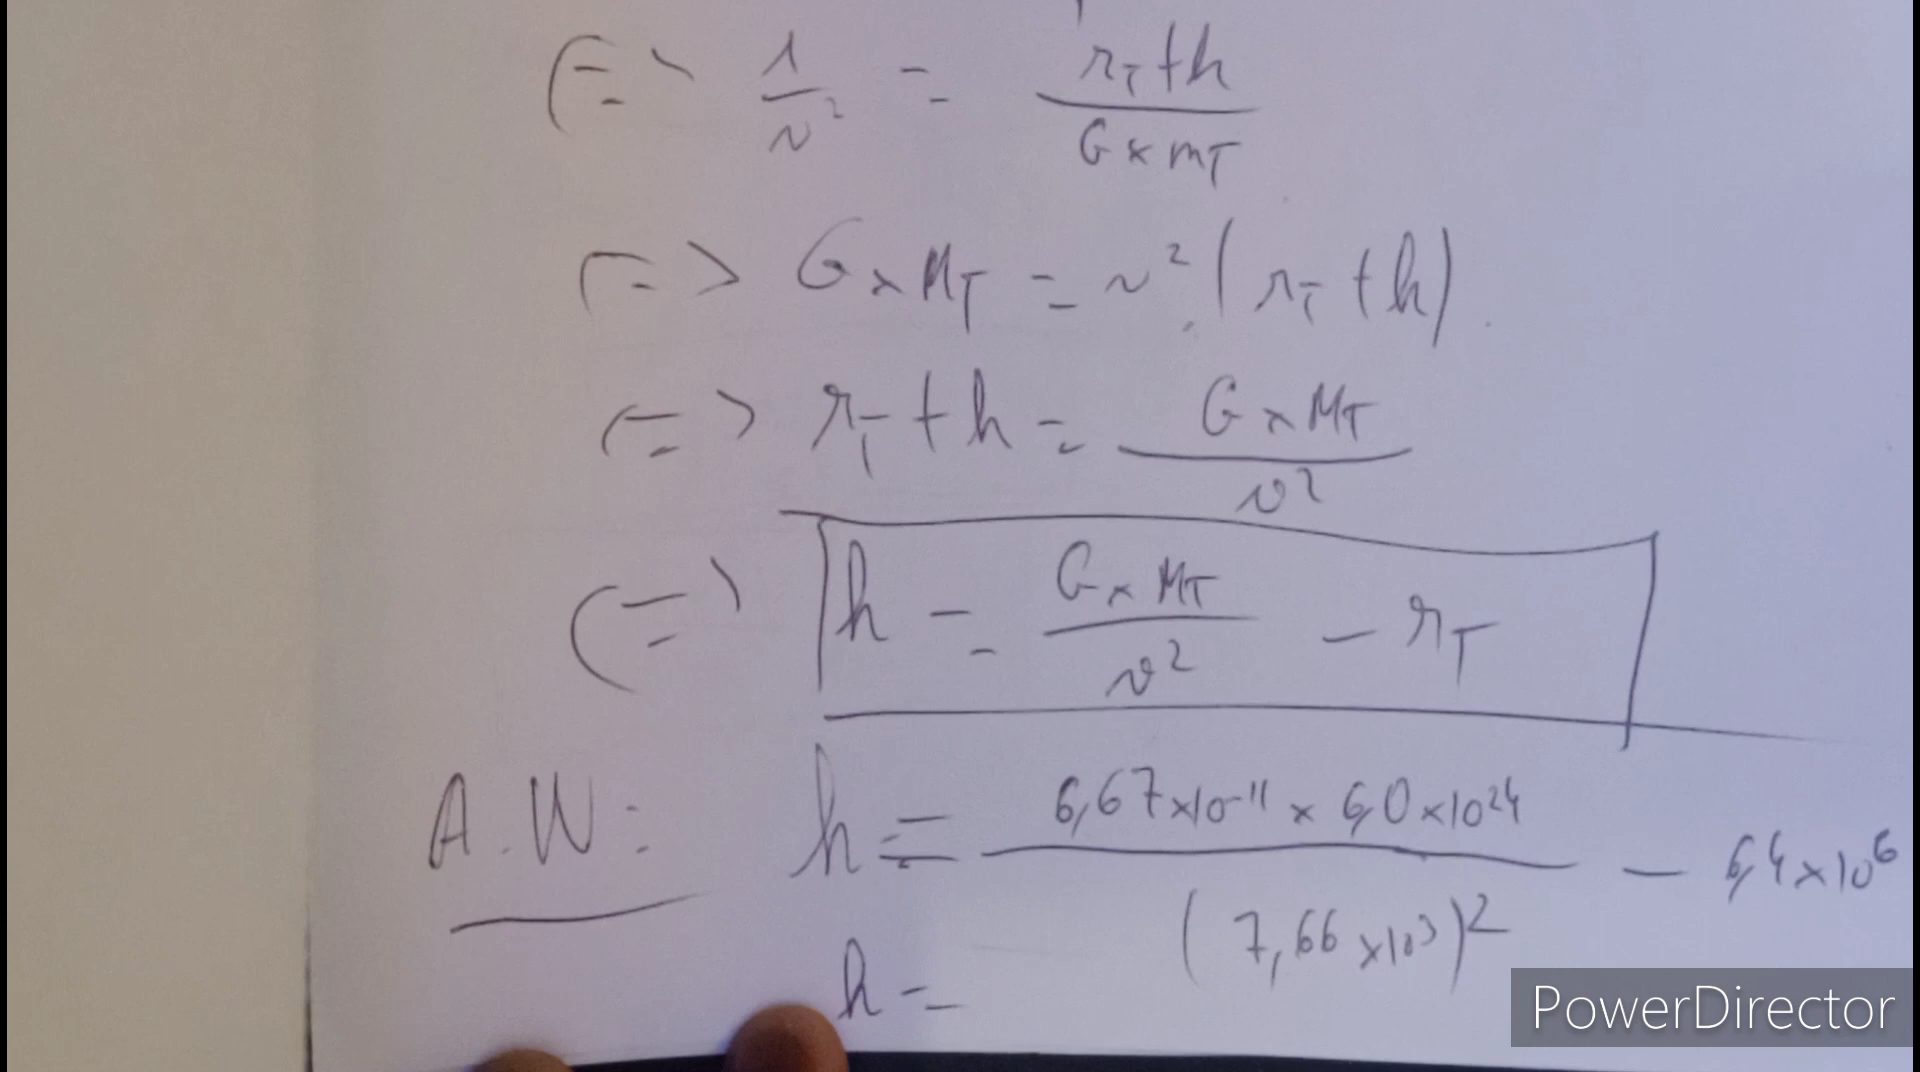 (=> 1/v² = (r_T + h)/(G × m_T)
(=> G × M_T = v² (r_T + h).
(=> r_T + h = (G × M_T)/v²
(=> h = (G × M_T)/v² - r_T
A.N: h = (6,67×10⁻¹¹ × 6,0×10²⁴)/(7,66×10³)² - 6,4×10⁶
h =
PowerDirector